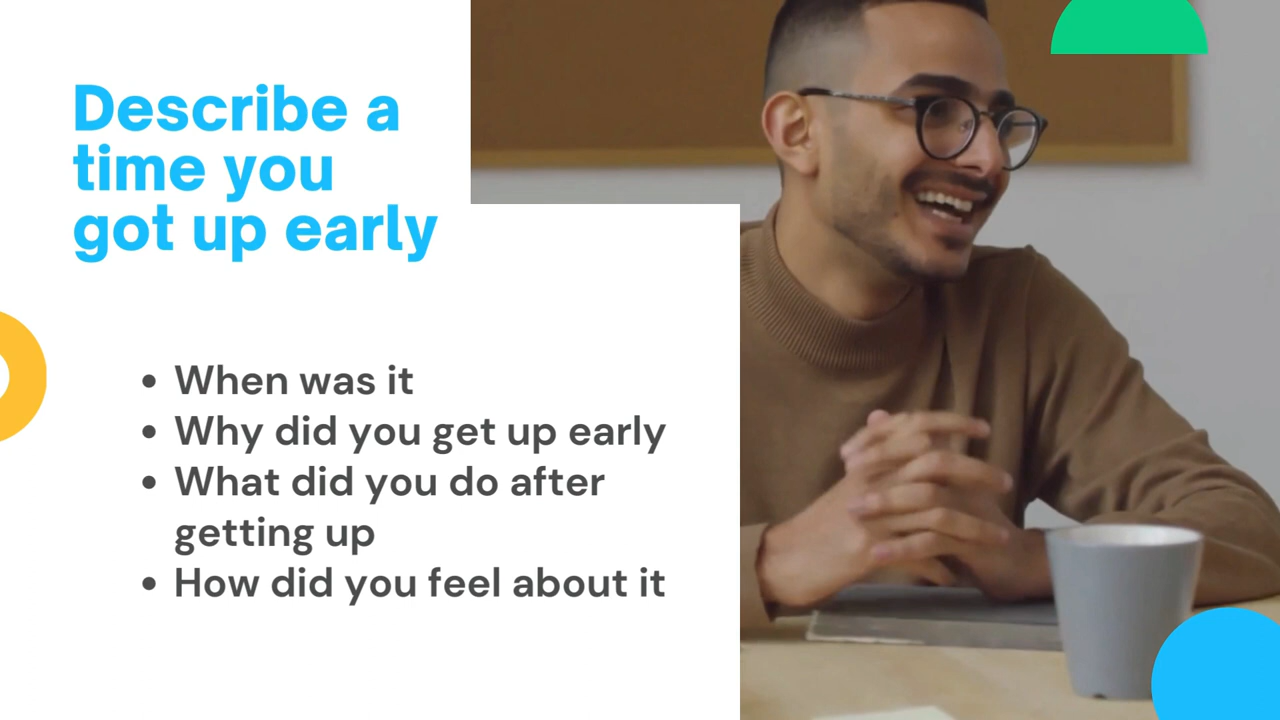 Describe a
time you
got up early
• When was it
• Why did you get up early
• What did you do after
getting up
• How did you feel about it